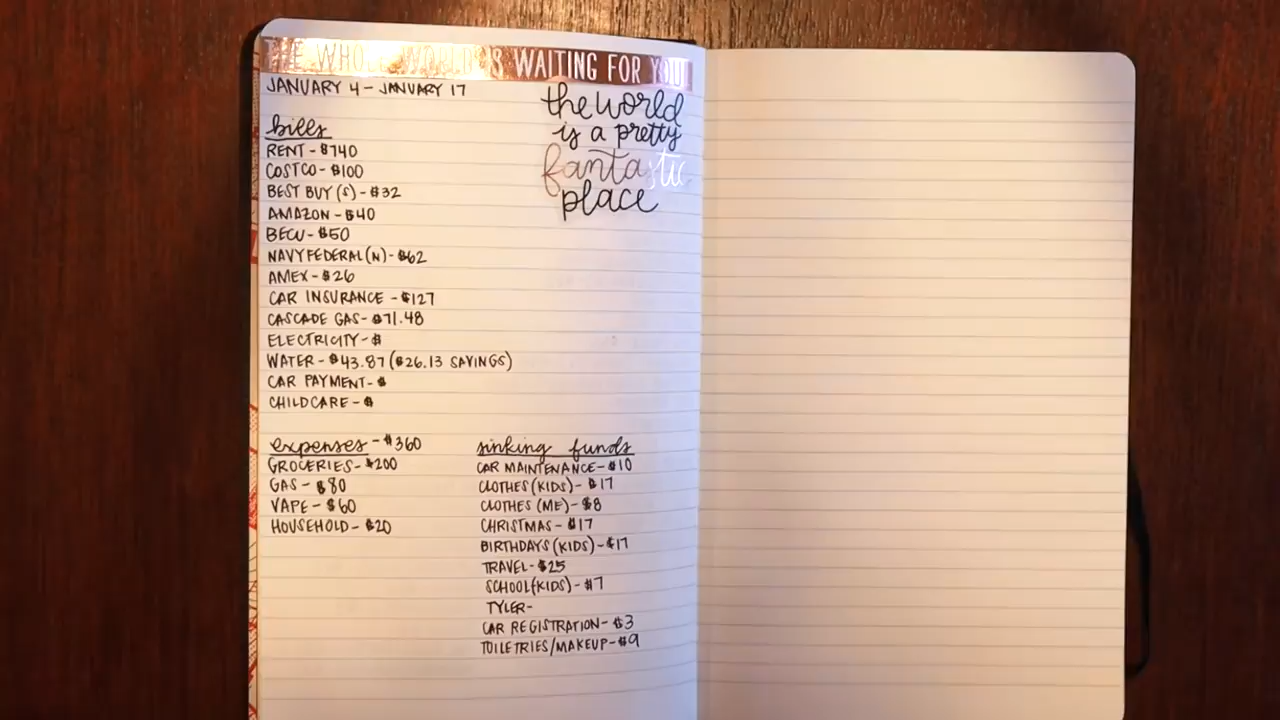 THE WHOLE WORLD IS WAITING FOR YOU
JANUARY 4 - JANUARY 17
the world
is a pretty
fantastic
place
bills
RENT - $740
COSTCO - $100
BEST BUY (S) - $32
AMAZON - $40
BECU - $50
NAVY FEDERAL (N) - $62
AMEX - $26
CAR INSURANCE - $127
CASCADE GAS - $71.48
ELECTRICITY - $
WATER - $43.87 ($26.13 SAVINGS)
CAR PAYMENT - $
CHILDCARE - $
expenses - $360
GROCERIES - $200
GAS - $80
VAPE - $60
HOUSEHOLD - $20
sinking funds
CAR MAINTENANCE - $10
CLOTHES (KIDS) - $17
CLOTHES (ME) - $8
CHRISTMAS - $17
BIRTHDAYS (KIDS) - $17
TRAVEL - $25
SCHOOL (KIDS) - $7
TYLER -
CAR REGISTRATION - $3
TOILETRIES/MAKEUP - $9